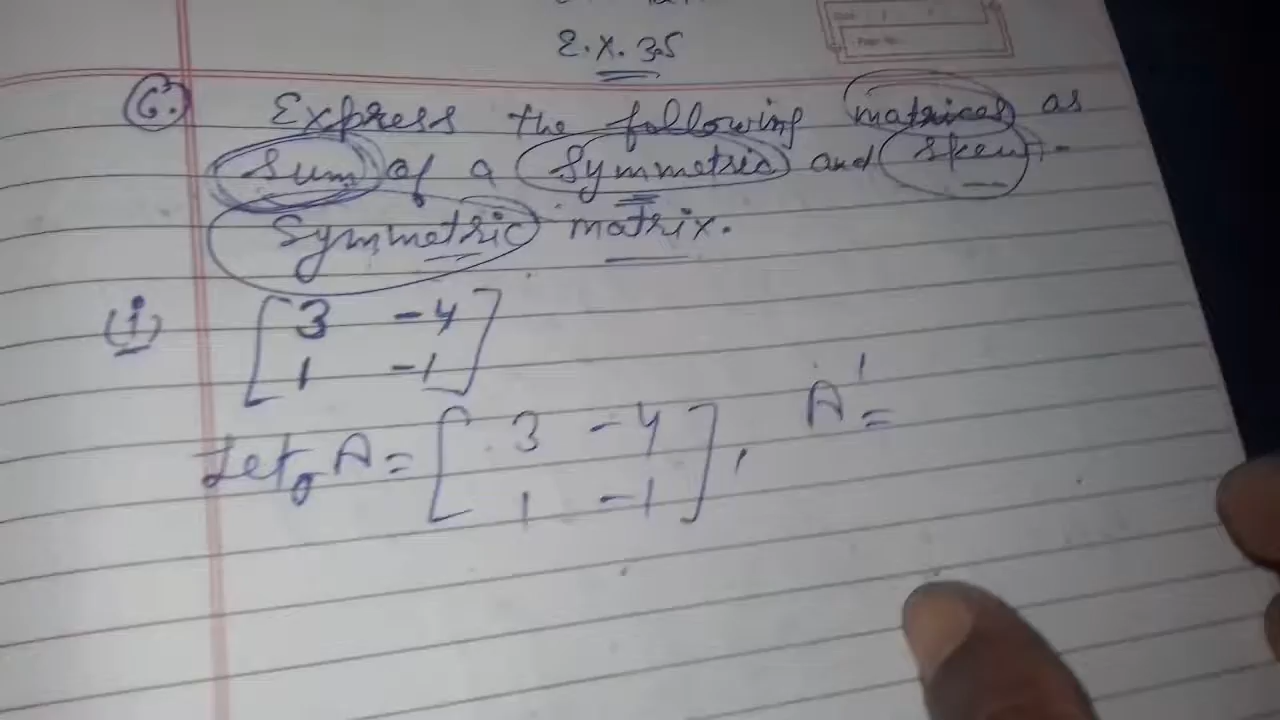 E.x. 3.5
6. Express the following matrices as
sum of a symmetric and skew-
symmetric matrix.
(i) [3 -4
1 -1]
Let, A = [3 -4
1 -1], A' =